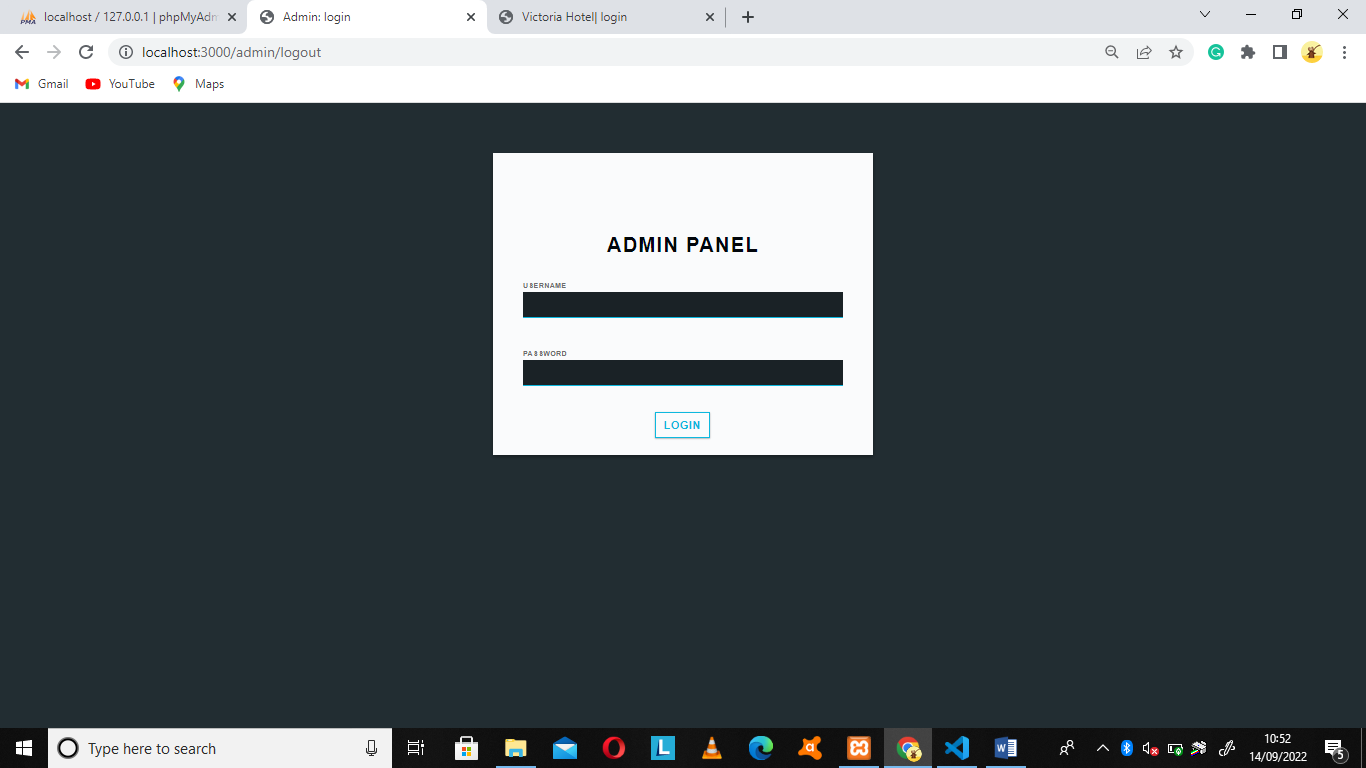 localhost / 127.0.0.1 | phpMyAdm
Admin: login
Victoria Hotel| login
localhost:3000/admin/logout
Gmail
YouTube
Maps
ADMIN PANEL
USERNAME
PASSWORD
LOGIN
Type here to search
10:52
14/09/2022
5